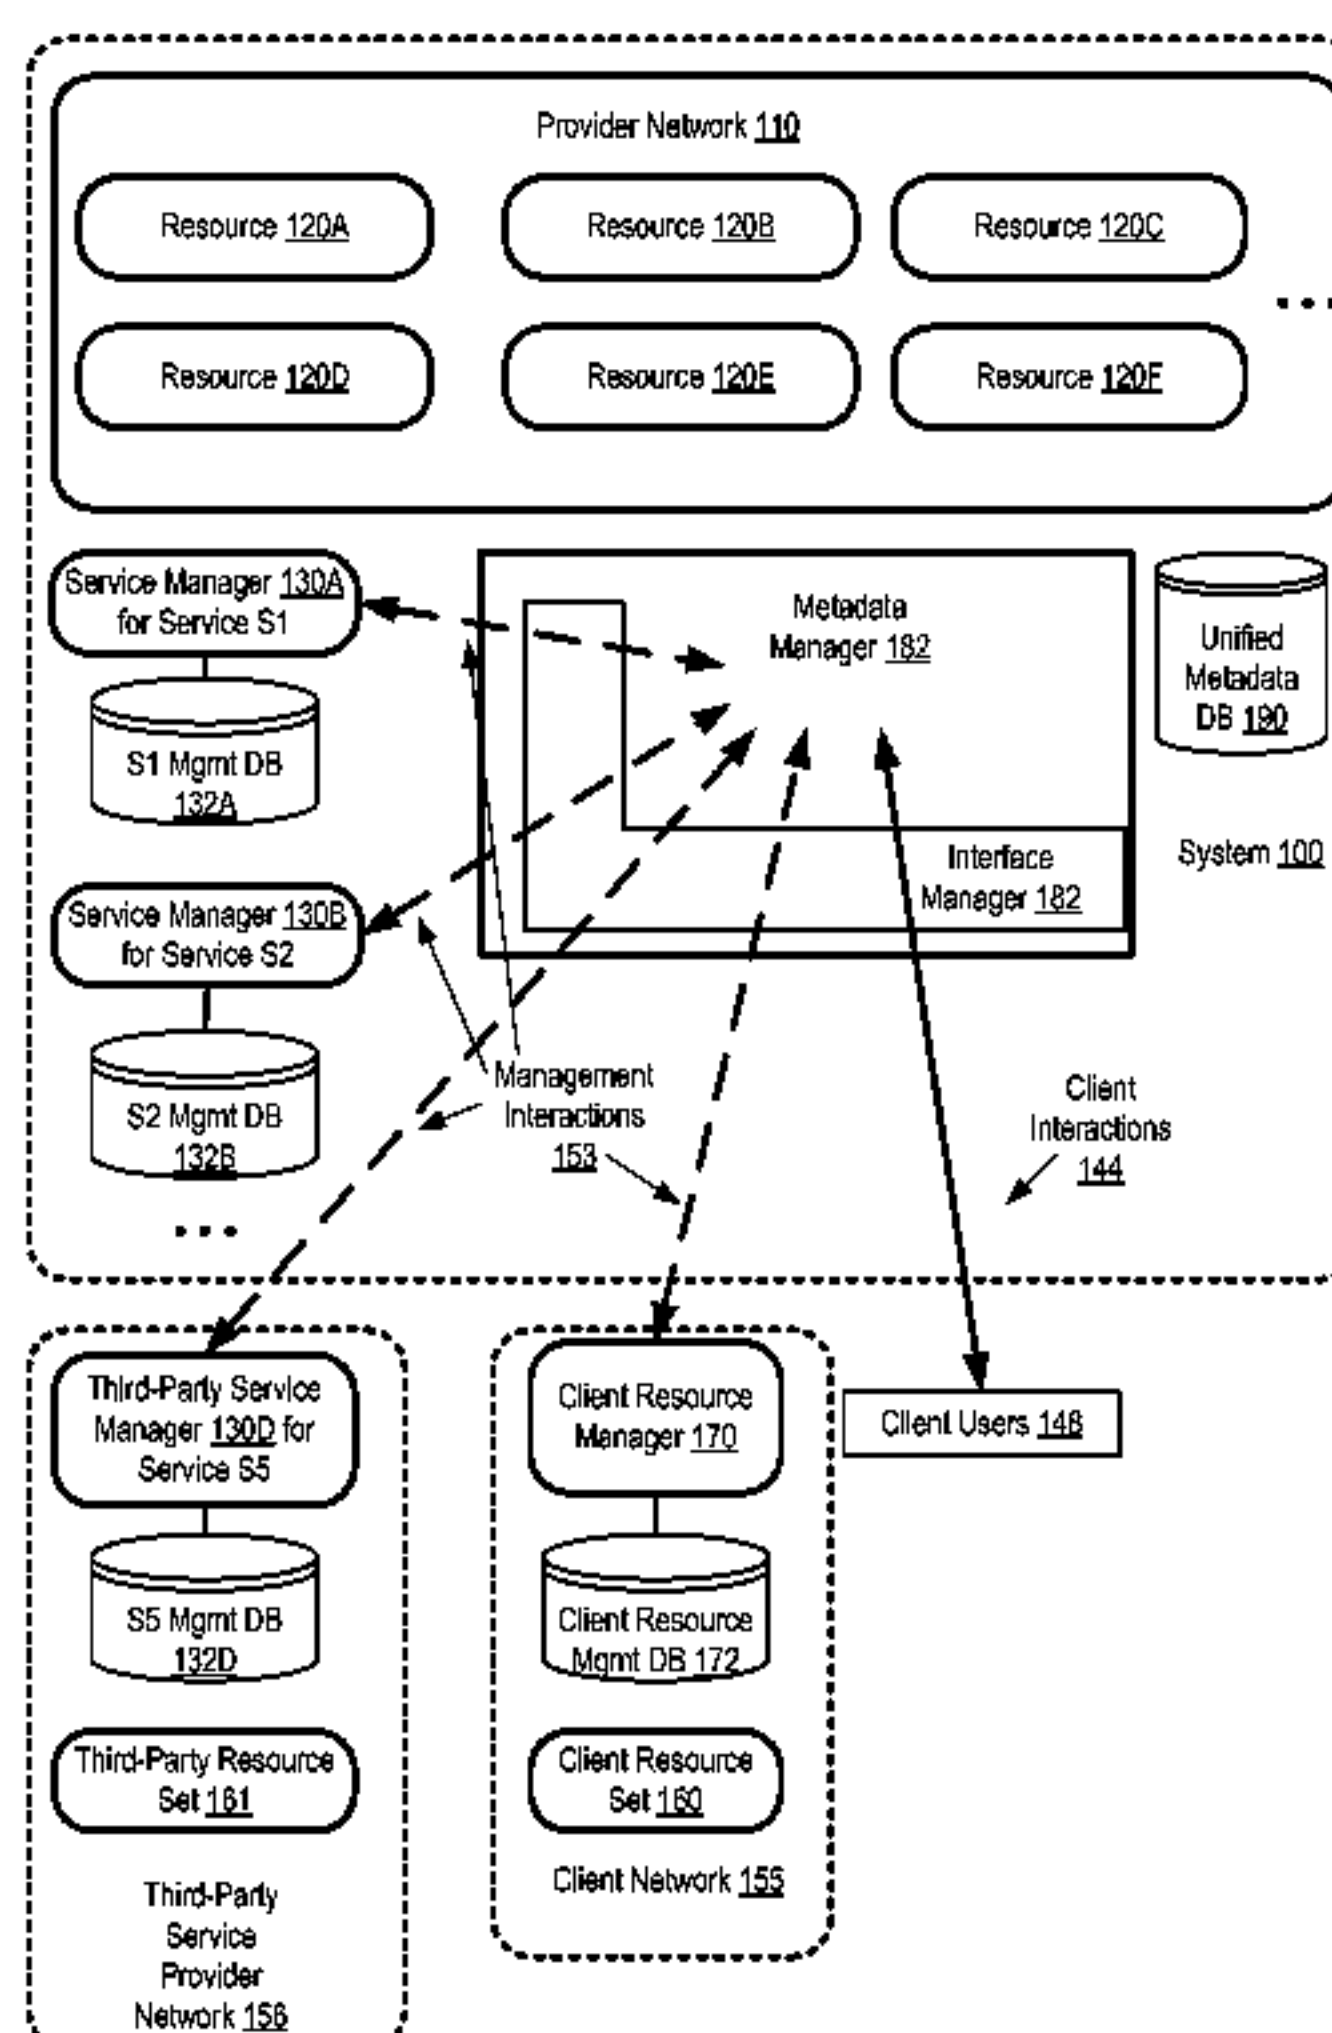 Provider Network 110
Resource 120A
Resource 120B
Resource 120C
...
Resource 120D
Resource 120E
Resource 120F
Service Manager 130A
for Service S1
Metadata
Manager 182
Unified
Metadata
DB 190
S1 Mgmt DB
132A
Interface
Manager 182
System 100
Service Manager 130B
for Service S2
Management
Interactions
153
Client
Interactions
144
S2 Mgmt DB
132B
...
Third-Party Service
Manager 130D for
Service S5
Client Resource
Manager 170
Client Users 148
S5 Mgmt DB
132D
Client Resource
Mgmt DB 172
Third-Party Resource
Set 161
Client Resource
Set 160
Client Network 155
Third-Party
Service
Provider
Network 156